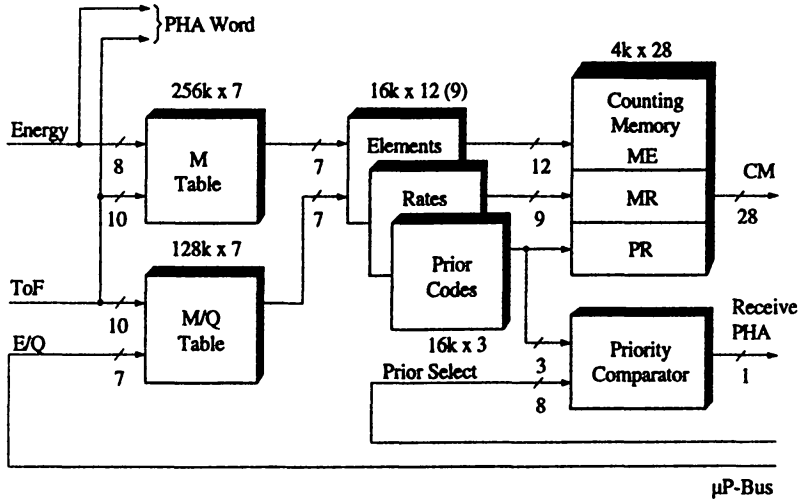 PHA Word
256k x 7
16k x 12 (9)
4k x 28
Energy
8
10
M
Table
7
7
Elements
Rates
Prior
Codes
16k x 3
12
9
Counting
Memory
ME
MR
PR
CM
28
128k x 7
ToF
10
E/Q
7
M/Q
Table
Prior Select
3
8
Priority
Comparator
Receive
PHA
1
µP-Bus